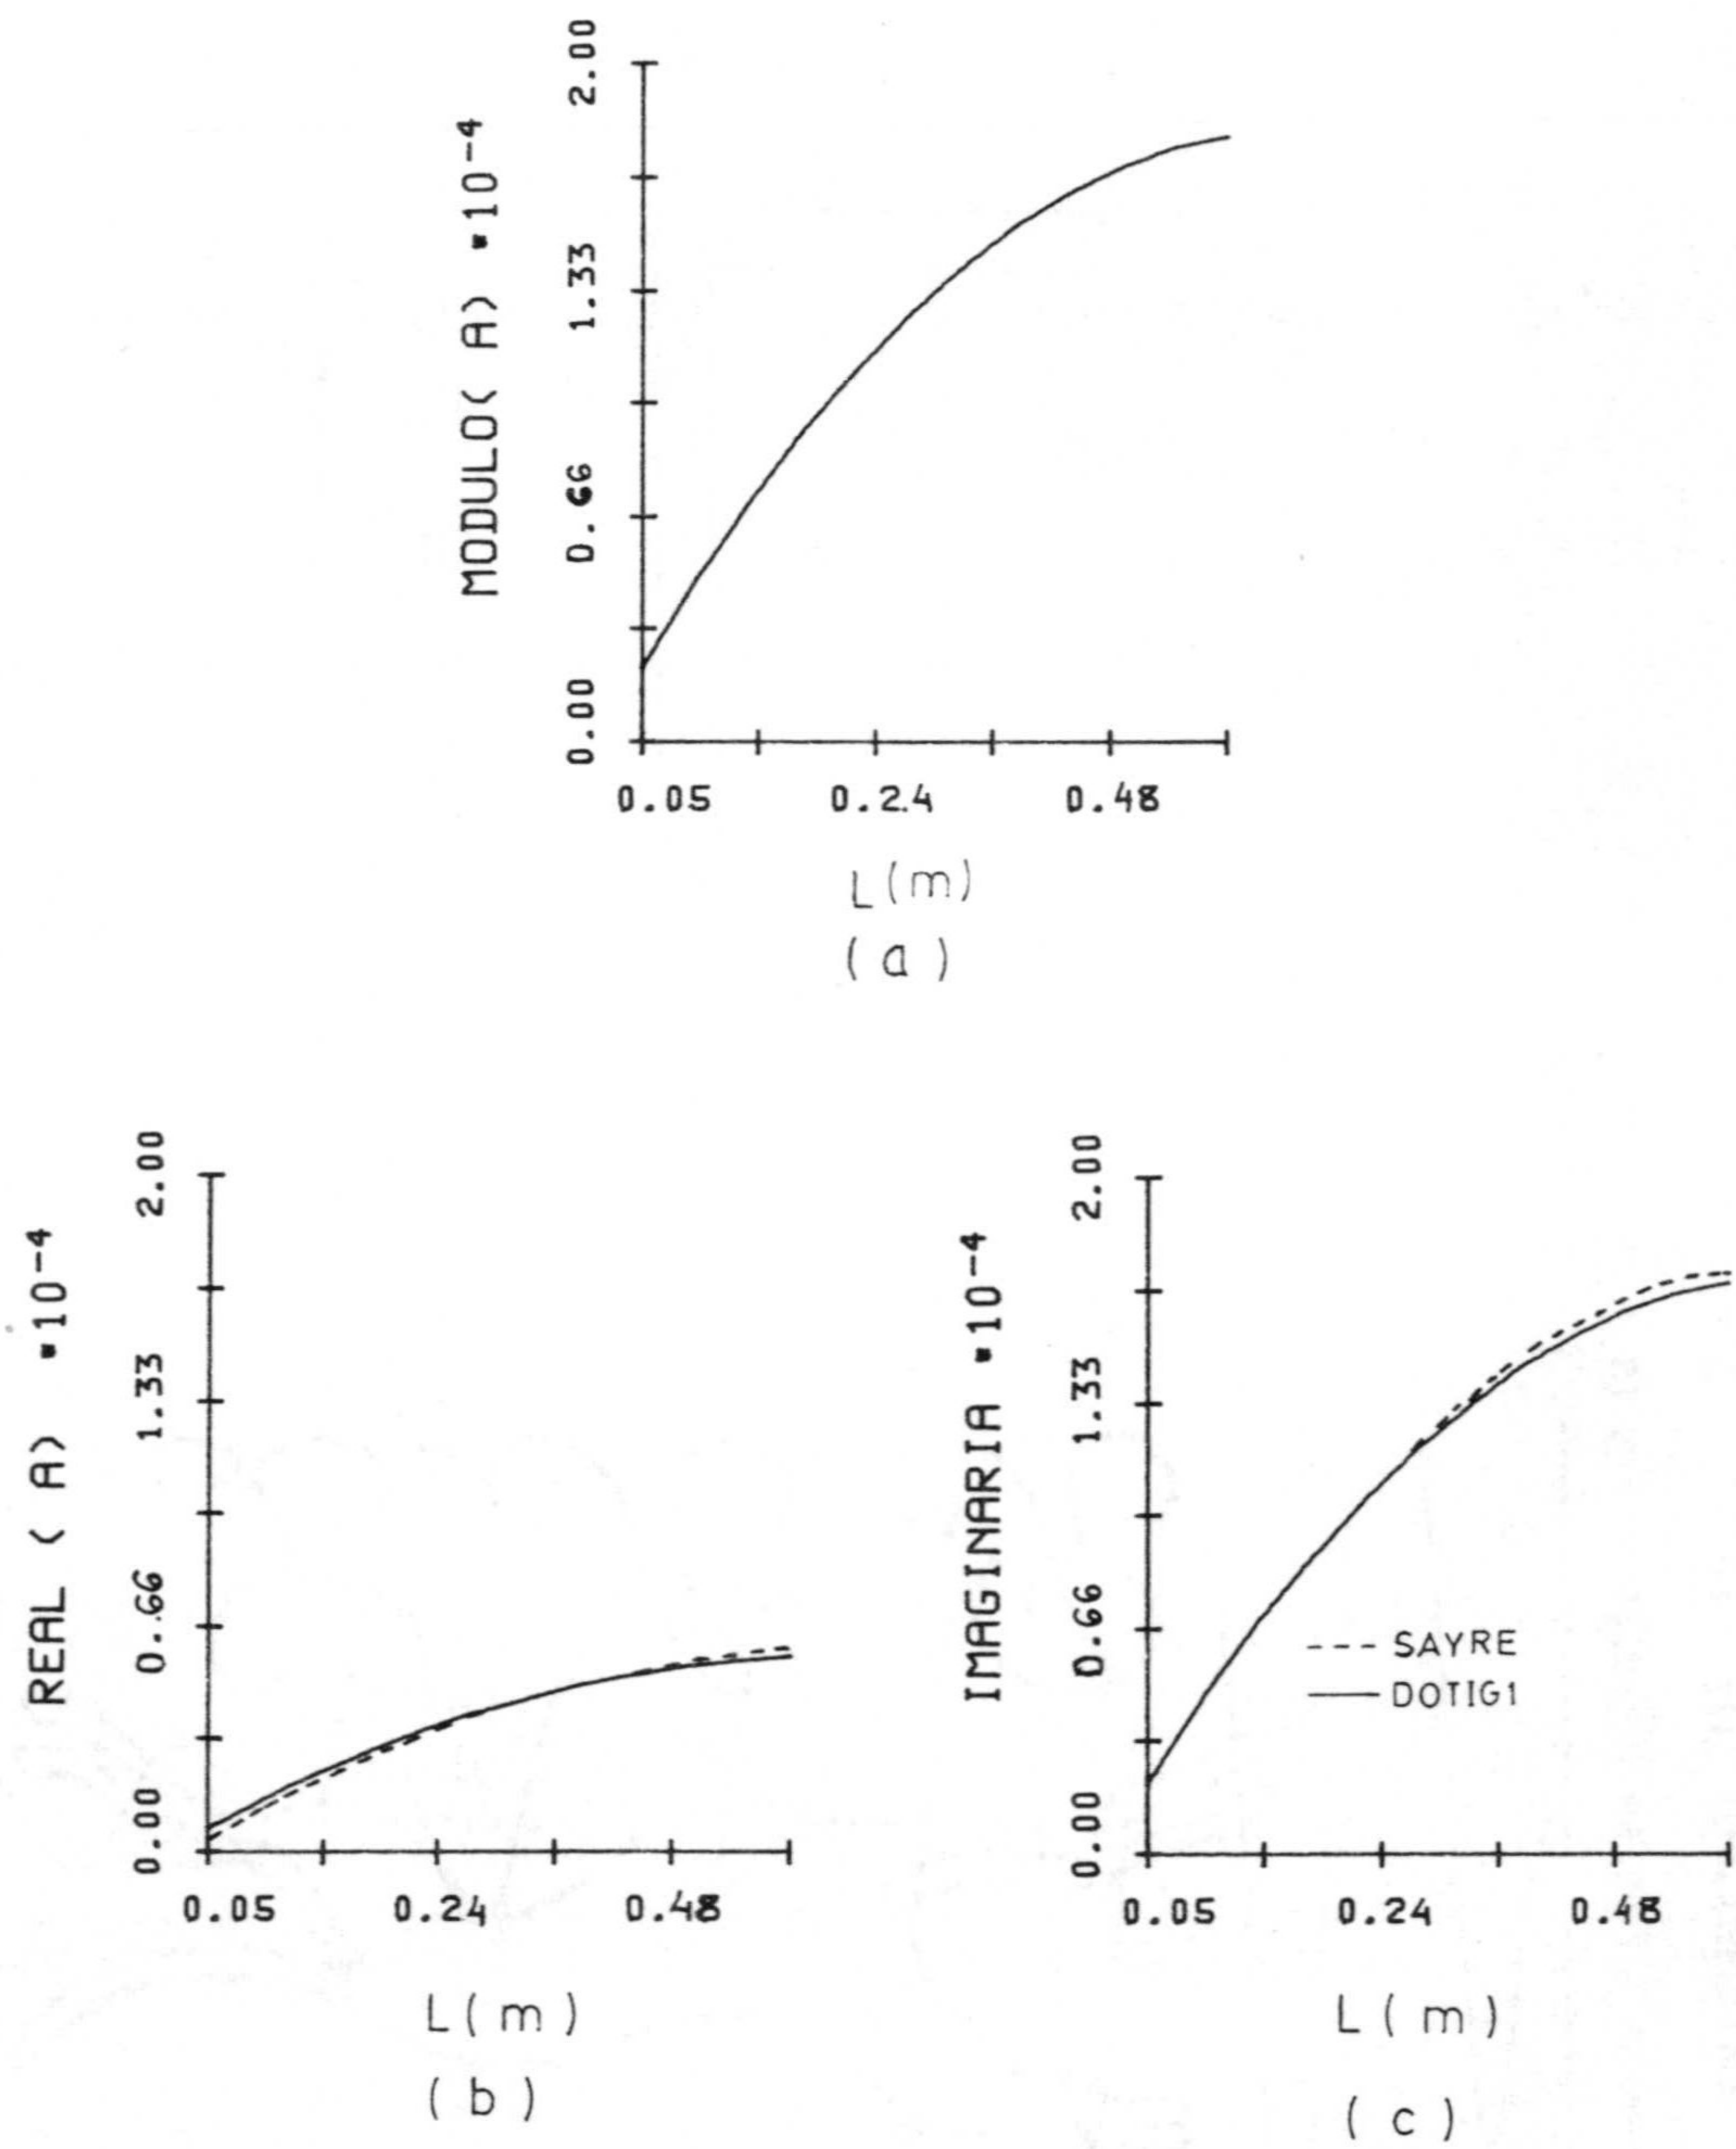 MODULO( A) *10-4
2.00
1.33
0.66
0.00
0.05 0.2.4 0.48
L(m)
(a)
REAL ( A) *10-4
2.00
1.33
0.66
0.00
0.05 0.24 0.48
L(m)
(b)
IMAGINARIA *10-4
2.00
1.33
0.66
0.00
--- SAYRE
— DOTIG1
0.05 0.24 0.48
L(m)
(c)